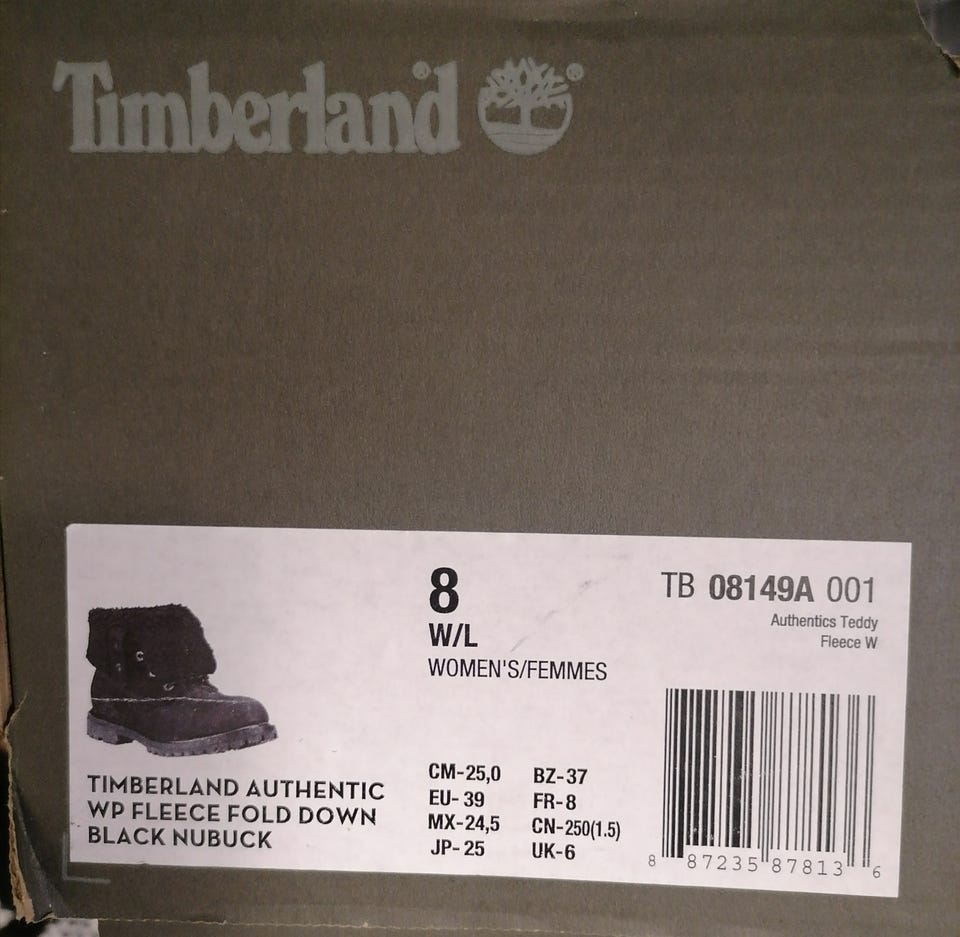 Timberland®
®
8
W/L
WOMEN'S/FEMMES
TB 08149A 001
Authentics Teddy
Fleece W
TIMBERLAND AUTHENTIC
WP FLEECE FOLD DOWN
BLACK NUBUCK
CM-25,0 BZ-37
EU-39 FR-8
MX-24,5 CN-250(1.5)
JP-25 UK-6
8 87235 87813 6